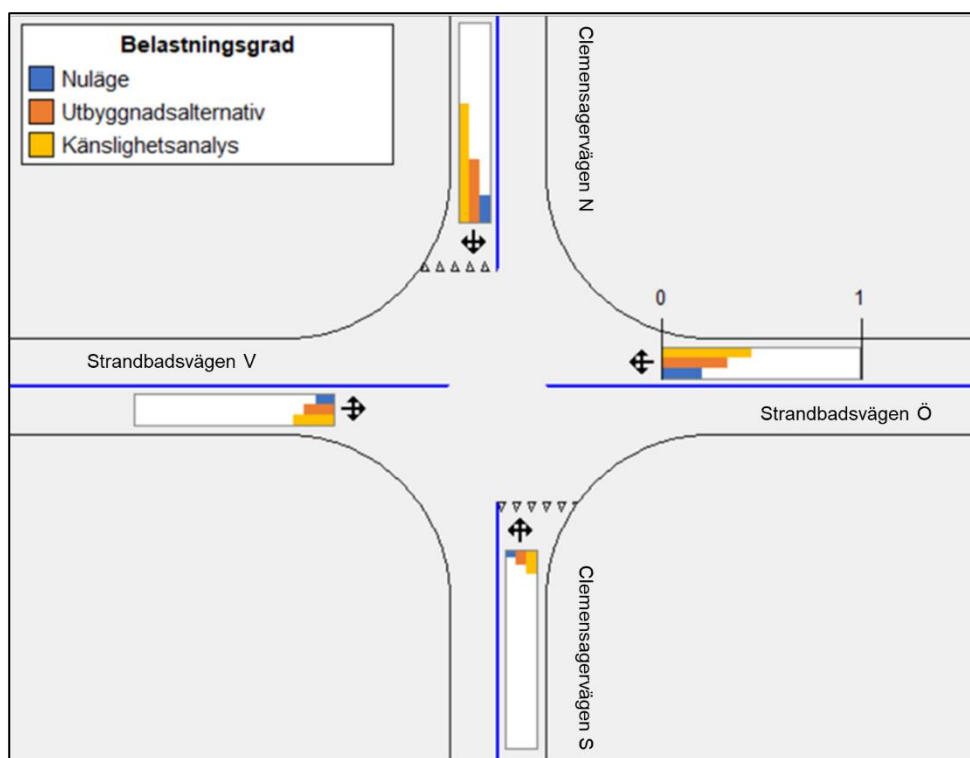 Belastningsgrad
Nuläge
Utbyggnadsalternativ
Känslighetsanalys
Clemensagervägen N
0 1
Strandbadsvägen V
Strandbadsvägen Ö
Clemensagervägen S